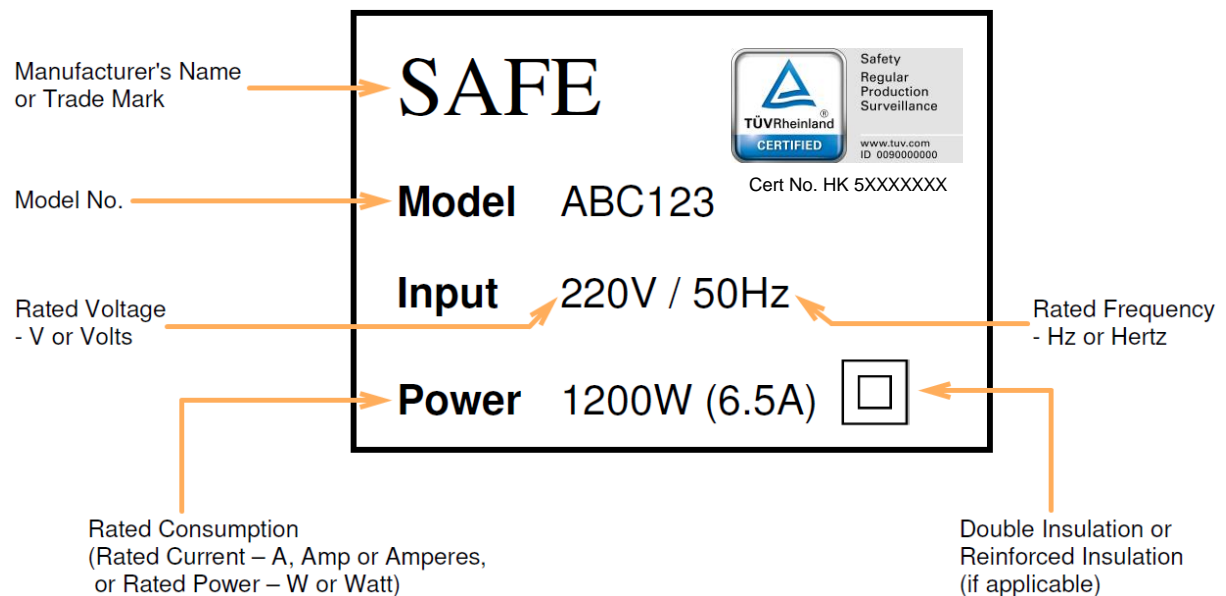 Manufacturer's Name
or Trade Mark
SAFE
TÜVRheinland®
CERTIFIED
Safety
Regular
Production
Surveillance
www.tuv.com
ID 0090000000
Cert No. HK 5XXXXXXX
Model No.
Model ABC123
Rated Voltage
- V or Volts
Input 220V / 50Hz
Rated Frequency
- Hz or Hertz
Power 1200W (6.5A)
Rated Consumption
(Rated Current – A, Amp or Amperes,
or Rated Power – W or Watt)
Double Insulation or
Reinforced Insulation
(if applicable)